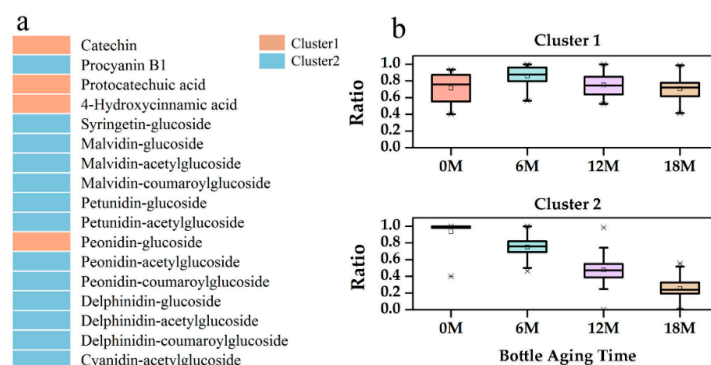 a
Catechin
Procyanin B1
Protocatechuic acid
4-Hydroxycinnamic acid
Syringetin-glucoside
Malvidin-glucoside
Malvidin-acetylglucoside
Malvidin-coumaroylglucoside
Petunidin-glucoside
Petunidin-acetylglucoside
Peonidin-glucoside
Peonidin-acetylglucoside
Peonidin-coumaroylglucoside
Delphinidin-glucoside
Delphinidin-acetylglucoside
Delphinidin-coumaroylglucoside
Cyanidin-acetylglucoside
Cluster1
Cluster2
b
Cluster 1
Ratio
1.0
0.8
0.6
0.4
0.2
0.0
0M 6M 12M 18M
Cluster 2
Ratio
1.0
0.8
0.6
0.4
0.2
0.0
0M 6M 12M 18M
Bottle Aging Time